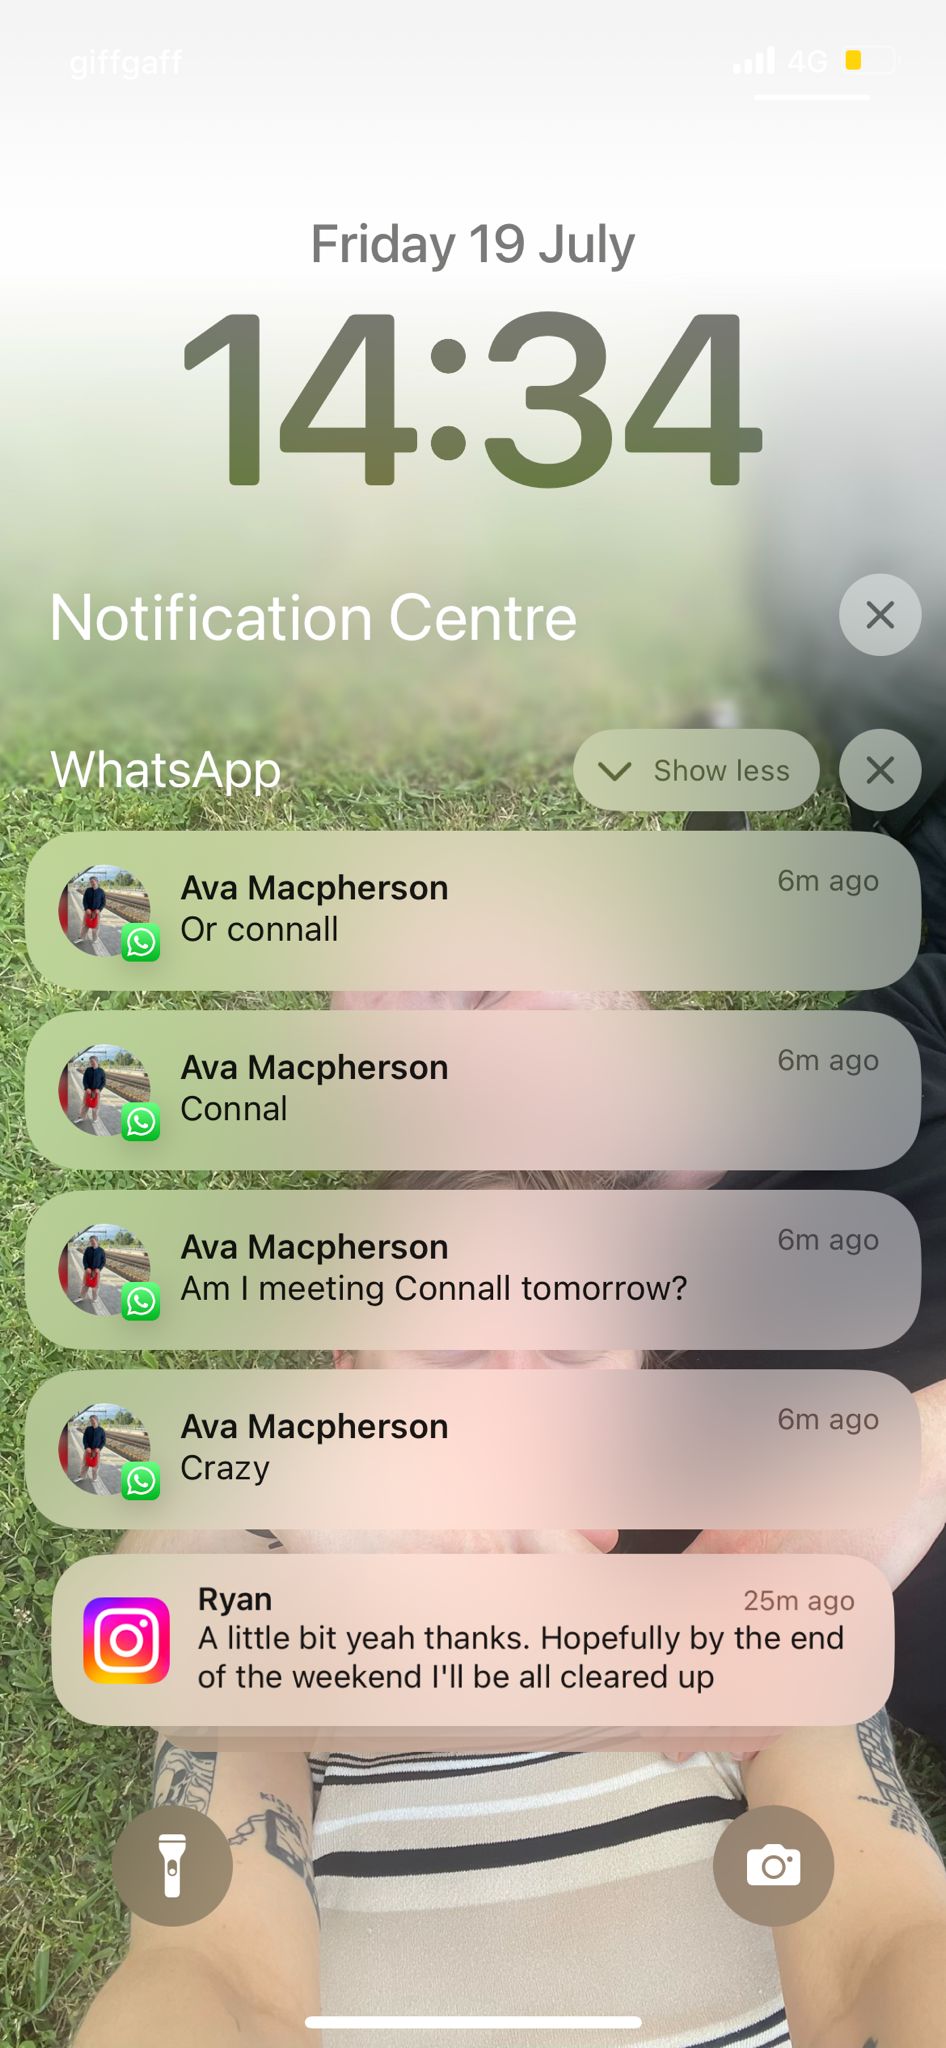 giffgaff
4G
Friday 19 July
14:34
Notification Centre
WhatsApp
Show less
Ava Macpherson
6m ago
Or connall
Ava Macpherson
6m ago
Connal
Ava Macpherson
6m ago
Am I meeting Connall tomorrow?
Ava Macpherson
6m ago
Crazy
Ryan
25m ago
A little bit yeah thanks. Hopefully by the end
of the weekend I'll be all cleared up